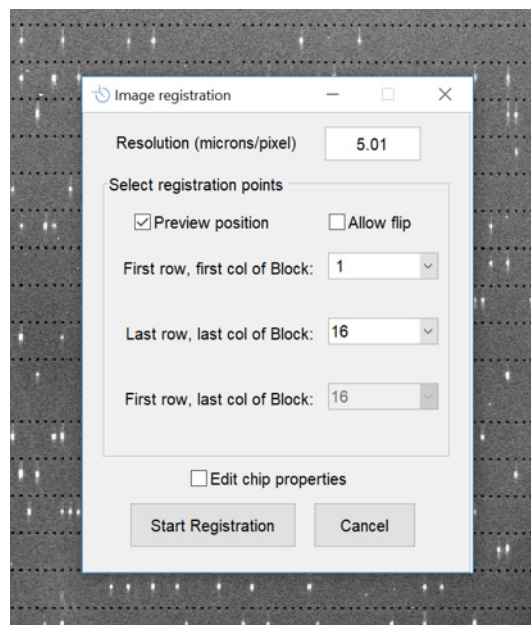 Image registration
Resolution (microns/pixel) 5.01
Select registration points
Preview position Allow flip
First row, first col of Block: 1
Last row, last col of Block: 16
First row, last col of Block: 16
Edit chip properties
Start Registration Cancel